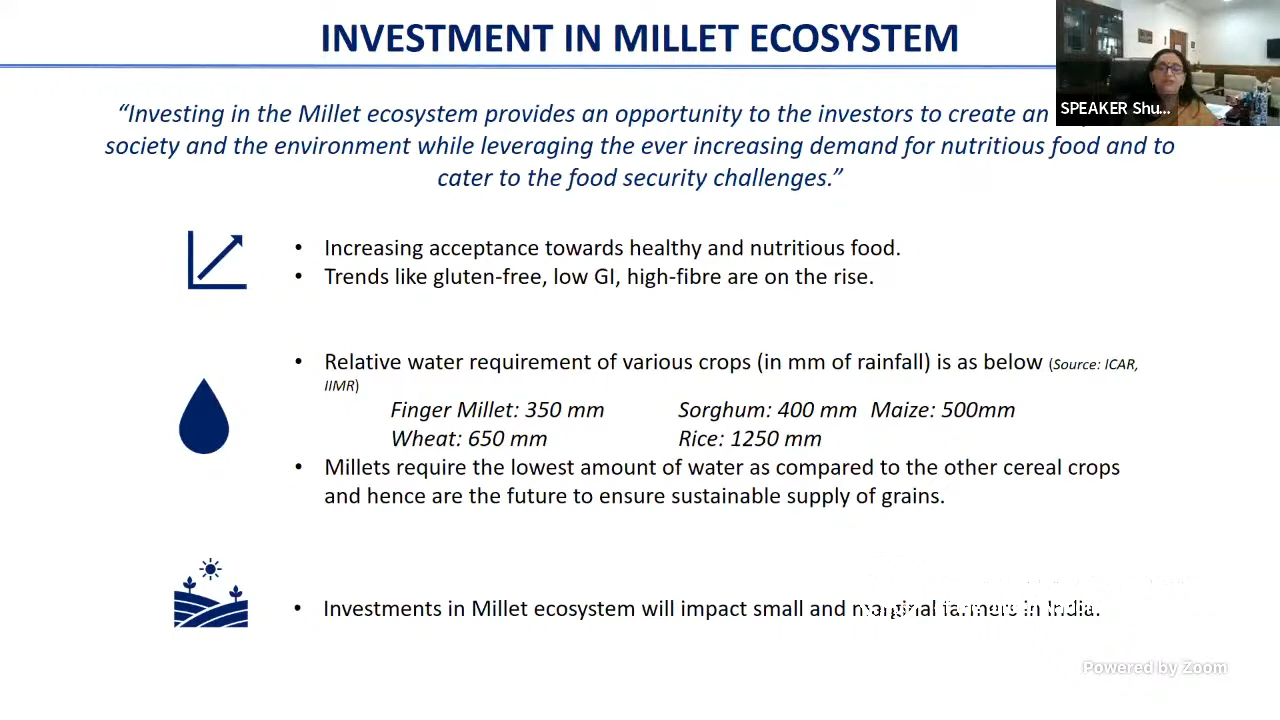 INVESTMENT IN MILLET ECOSYSTEM
SPEAKER Shu...
“Investing in the Millet ecosystem provides an opportunity to the investors to create an
society and the environment while leveraging the ever increasing demand for nutritious food and to
cater to the food security challenges.”
• Increasing acceptance towards healthy and nutritious food.
• Trends like gluten-free, low GI, high-fibre are on the rise.
• Relative water requirement of various crops (in mm of rainfall) is as below (Source: ICAR,
IIMR)
Finger Millet: 350 mm Sorghum: 400 mm Maize: 500mm
Wheat: 650 mm Rice: 1250 mm
• Millets require the lowest amount of water as compared to the other cereal crops
and hence are the future to ensure sustainable supply of grains.
• Investments in Millet ecosystem will impact small and marginal farmers in India.
Powered by Zoom